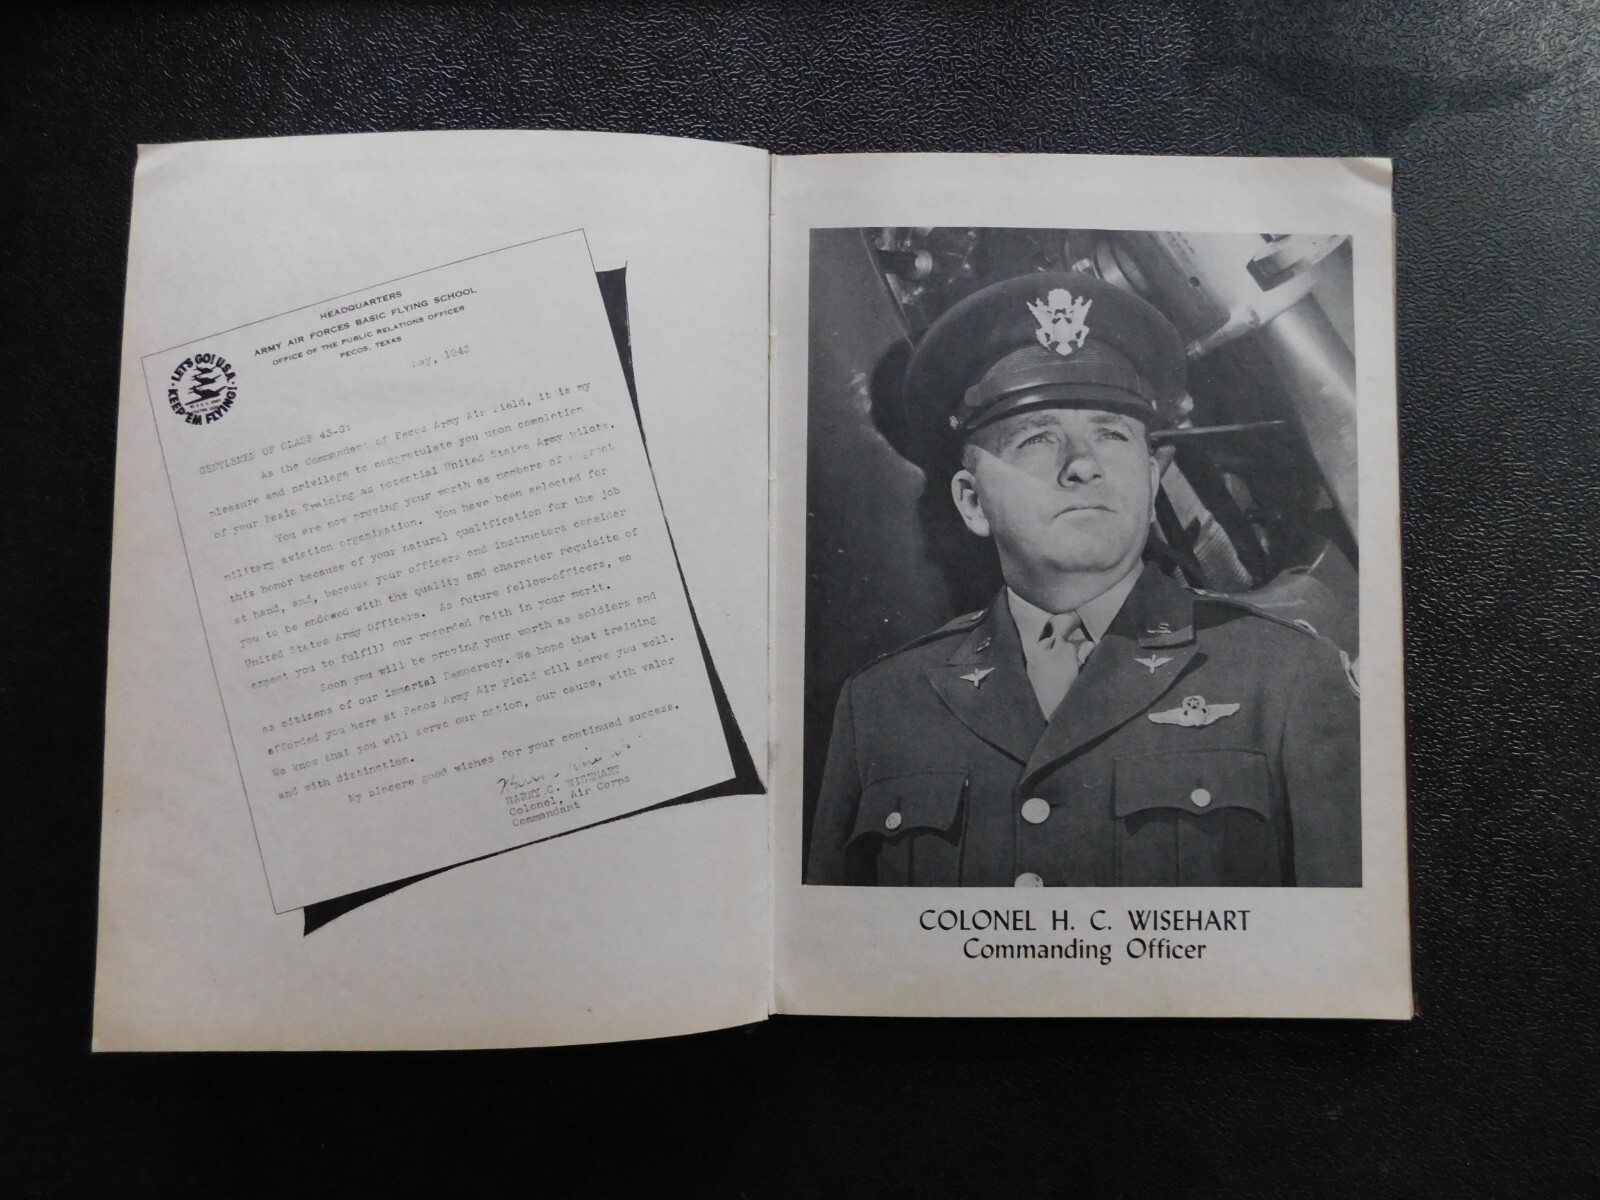 HEADQUARTERS
ARMY AIR FORCES BASIC FLYING SCHOOL
OFFICE OF THE PUBLIC RELATIONS OFFICER
PECOS, TEXAS
LET'S GO! U.S.A.
KEEP 'EM FLYING!
May, 1943
GENTLEMEN OF CLASS 43-G:
As the Commandant of Pecos Army Air Field, it is my
pleasure and privilege to congratulate you upon completion
of your Basic Training as potential United States Army pilots.
You are now proving your worth as members of a great
military aviation organization. You have been selected for
this honor because of your natural qualification for the job
at hand, and, because your officers and instructors consider
you to be endowed with the quality and character requisite of
United States Army Officers. As future fellow-officers, we
expect you to fulfill our recorded faith in your merit.
Soon you will be proving your worth as soldiers and
as citizens of our immortal Democracy. We hope that training
afforded you here at Pecos Army Air Field will serve you well.
We know that you will serve our nation, our cause, with valor
and with distinction.
My sincere good wishes for your continued success.
HARRY C. WISEHART
Colonel, Air Corps
Commandant
COLONEL H. C. WISEHART
Commanding Officer